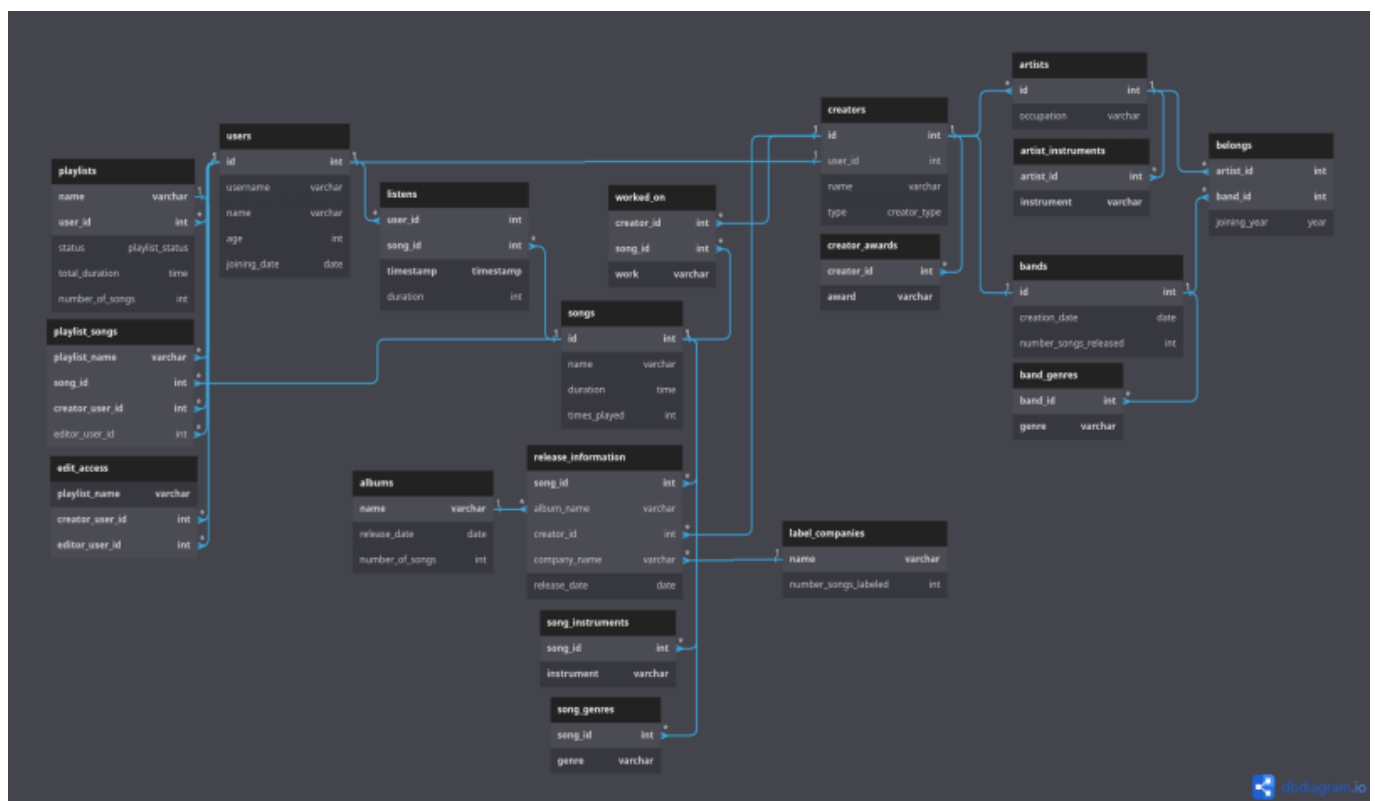 artists
id int
occupation varchar
artist_instruments
artist_id int
instrument varchar
creators
id int
user_id int
name varchar
type creator_type
creator_awards
creator_id int
award varchar
belongs
artist_id int
band_id int
joining_year year
bands
id int
creation_date date
number_songs_released int
band_genres
band_id int
genre varchar
users
id int
username varchar
name varchar
age int
joining_date date
playlists
name varchar
user_id int
status playlist_status
total_duration time
number_of_songs int
playlist_songs
playlist_name varchar
song_id int
creator_user_id int
editor_user_id int
edit_access
playlist_name varchar
creator_user_id int
editor_user_id int
listens
user_id int
song_id int
timestamp timestamp
duration int
worked_on
creator_id int
song_id int
work varchar
songs
id int
name varchar
duration time
times_played int
albums
name varchar
release_date date
number_of_songs int
release_information
song_id int
album_name varchar
creator_id int
company_name varchar
release_date date
label_companies
name varchar
number_songs_labeled int
song_instruments
song_id int
instrument varchar
song_genres
song_id int
genre varchar
dbdiagram.io